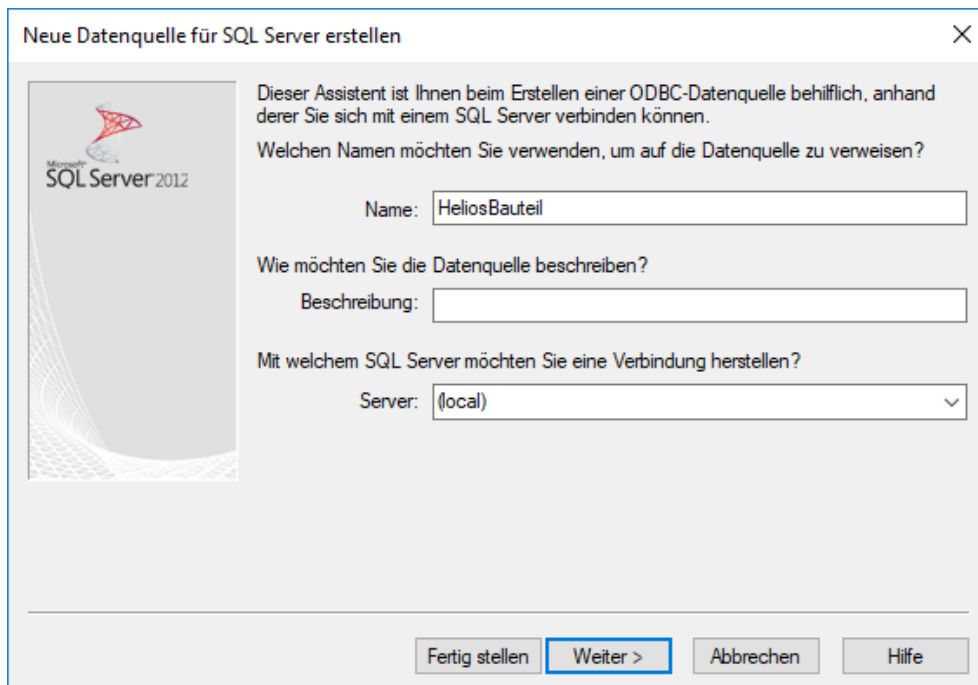 Neue Datenquelle für SQL Server erstellen
Dieser Assistent ist Ihnen beim Erstellen einer ODBC-Datenquelle behilflich, anhand
derer Sie sich mit einem SQL Server verbinden können.
Welchen Namen möchten Sie verwenden, um auf die Datenquelle zu verweisen?
Microsoft
SQL Server 2012
Name: HeliosBauteil
Wie möchten Sie die Datenquelle beschreiben?
Beschreibung:
Mit welchem SQL Server möchten Sie eine Verbindung herstellen?
Server: (local)
Fertig stellen Weiter > Abbrechen Hilfe